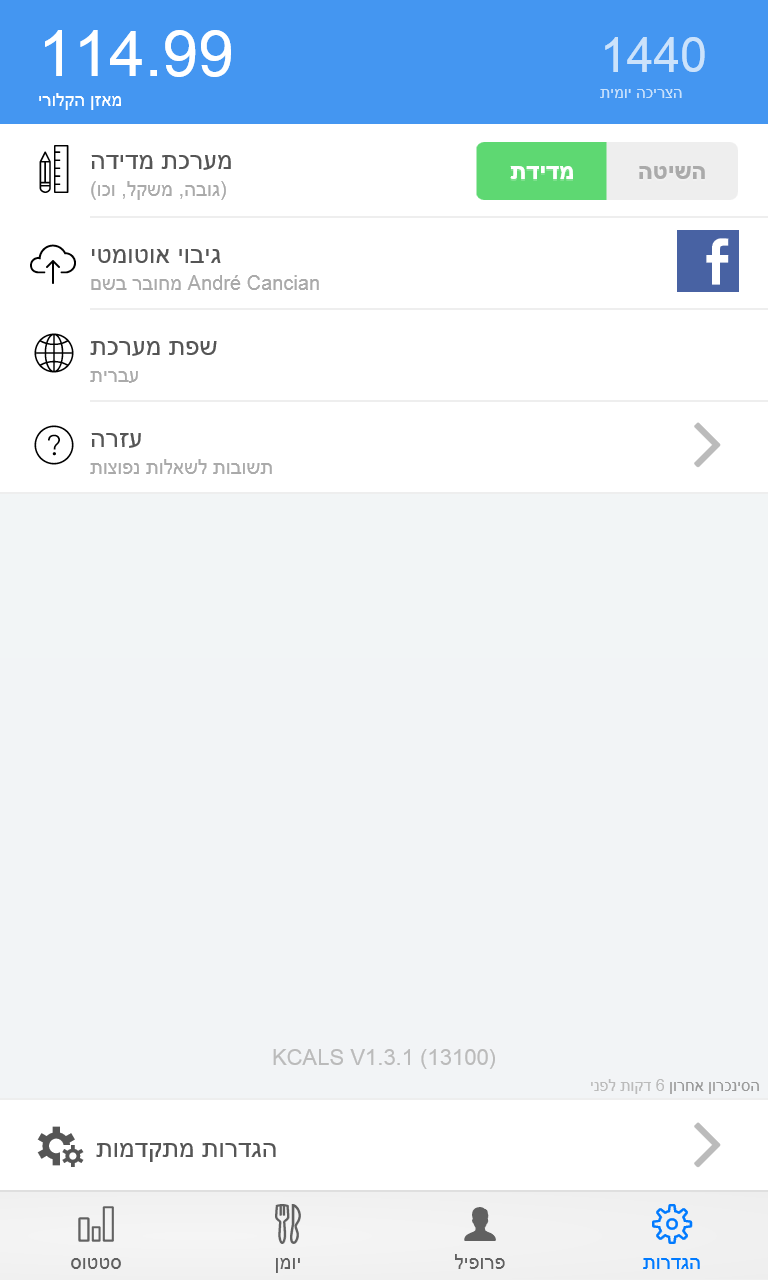 114.99
1440
מאזן הקלורי
הצריכה יומית
מערכת מדידה
(גובה, משקל, וכו)
מדידת
השיטה
גיבוי אוטומטי
מחובר בשם André Cancian
f
שפת מערכת
עברית
עזרה
תשובות לשאלות נפוצות
KCALS V1.3.1 (13100)
הסינכרון אחרון 6 דקות לפני
הגדרות מתקדמות
סטטוס
יומן
פרופיל
הגדרות